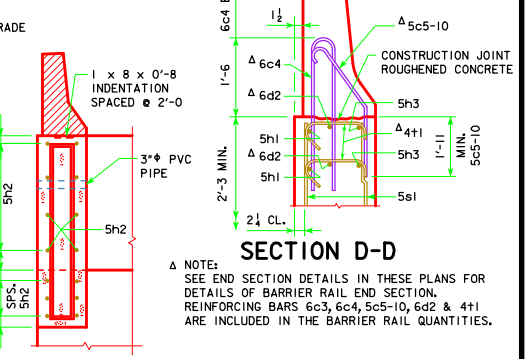 RADE
1 x 8 x 0'-8
INDENTATION
SPACED @ 2'-0
3"φ PVC
PIPE
5h2
5h2
SPS.
5h2
6c4
1½
Δ 5c5-10
1'-6
Δ 6c4
CONSTRUCTION JOINT
ROUGHENED CONCRETE
Δ 6d2
5h3
5h1
Δ 4t1
Δ 6d2
5h3
5h1
2'-3 MIN.
1'-11
MIN.
5c5-10
5s1
2¼ CL.
SECTION D-D
Δ NOTE:
SEE END SECTION DETAILS IN THESE PLANS FOR
DETAILS OF BARRIER RAIL END SECTION.
REINFORCING BARS 6c3, 6c4, 5c5-10, 6d2 & 4t1
ARE INCLUDED IN THE BARRIER RAIL QUANTITIES.